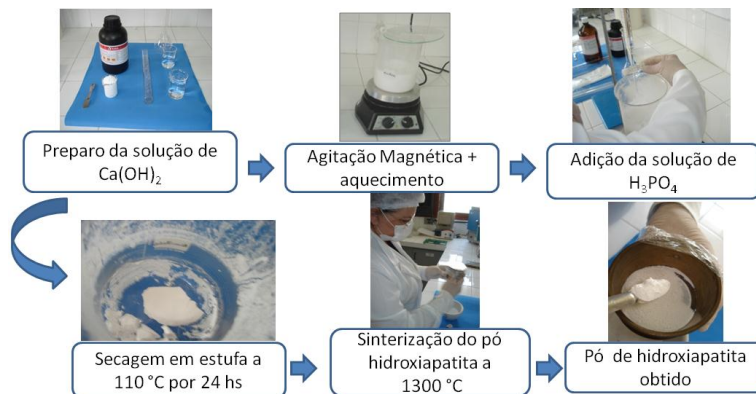 Preparo da solução de
Ca(OH)₂
Agitação Magnética +
aquecimento
Adição da solução de
H₃PO₄
Secagem em estufa a
110 °C por 24 hs
Sinterização do pó
hidroxiapatita a
1300 °C
Pó de hidroxiapatita
obtido